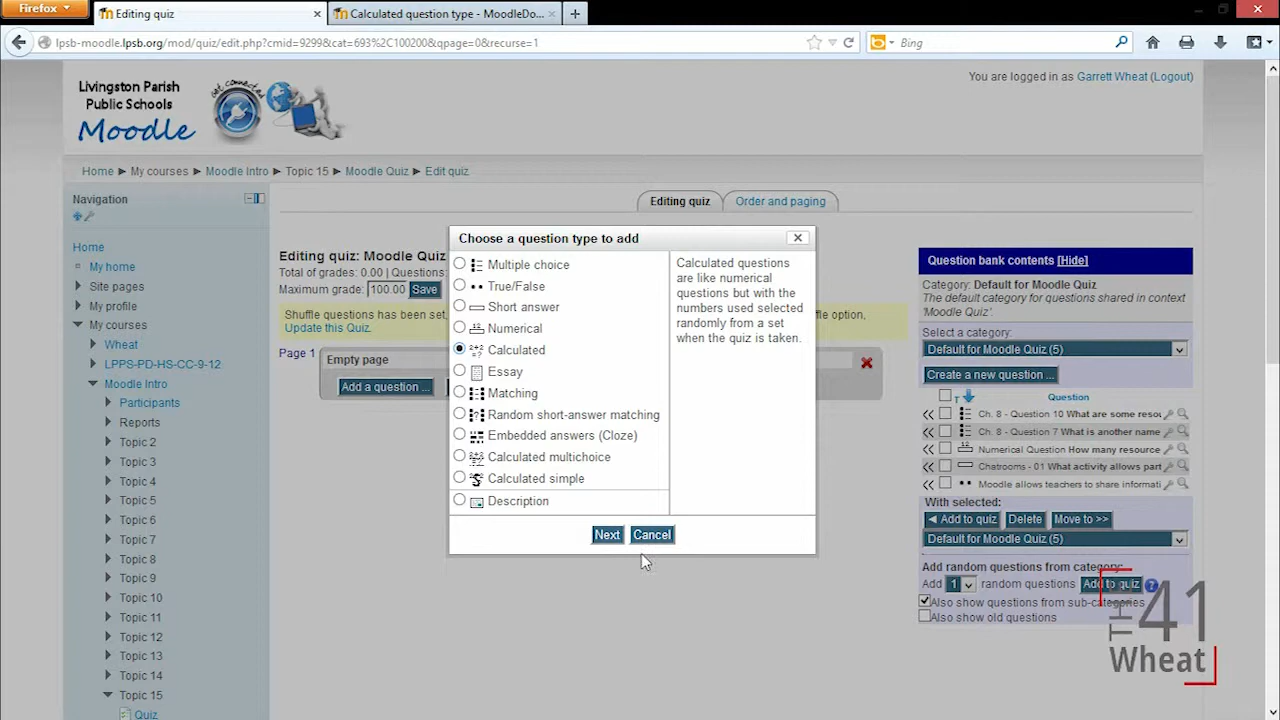 Firefox
Editing quiz
Calculated question type - MoodleDo...
lpsb-moodle.lpsb.org/mod/quiz/edit.php?cmid=9299&cat=693%2C100200&qpage=0&recurse=1
Bing
Livingston Parish
Public Schools
Moodle
get connected
You are logged in as Garrett Wheat (Logout)
Home ► My courses ► Moodle Intro ► Topic 15 ► Moodle Quiz ► Edit quiz
Navigation
Home
My home
Site pages
My profile
My courses
Wheat
LPPS-PD-HS-CC-9-12
Moodle Intro
Participants
Reports
Topic 2
Topic 3
Topic 4
Topic 5
Topic 6
Topic 7
Topic 8
Topic 9
Topic 10
Topic 11
Topic 12
Topic 13
Topic 14
Topic 15
Quiz
Editing quiz
Order and paging
Editing quiz: Moodle Quiz
Total of grades: 0.00 | Questions:
Maximum grade: 100.00 Save
Shuffle questions has been set,
fle option,
Update this Quiz.
Page 1
Empty page
Add a question ...
Choose a question type to add
Multiple choice
True/False
Short answer
Numerical
Calculated
Essay
Matching
Random short-answer matching
Embedded answers (Cloze)
Calculated multichoice
Calculated simple
Description
Calculated questions
are like numerical
questions but with the
numbers used selected
randomly from a set
when the quiz is taken.
Next
Cancel
Question bank contents [Hide]
Category: Default for Moodle Quiz
The default category for questions shared in context
'Moodle Quiz'.
Select a category:
Default for Moodle Quiz (5)
Create a new question ...
T
Question
Ch. 8 - Question 10 What are some resou
Ch. 8 - Question 7 What is another name
Numerical Question How many resource
Chatrooms - 01 What activity allows part
Moodle allows teachers to share informati
With selected:
◄ Add to quiz
Delete
Move to >>
Default for Moodle Quiz (5)
Add random questions from category:
Add 1 random questions Add to quiz
Also show questions from sub-categories
Also show old questions
TH
41
Wheat